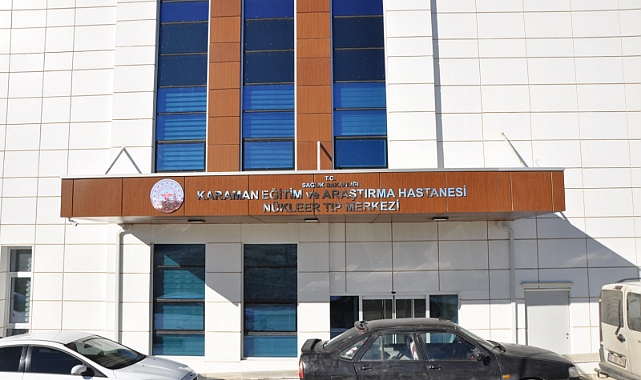 T.C.
SAĞLIK BAKANLIĞI
KARAMAN EĞİTİM ve ARAŞTIRMA HASTANESİ
NÜKLEER TIP MERKEZİ